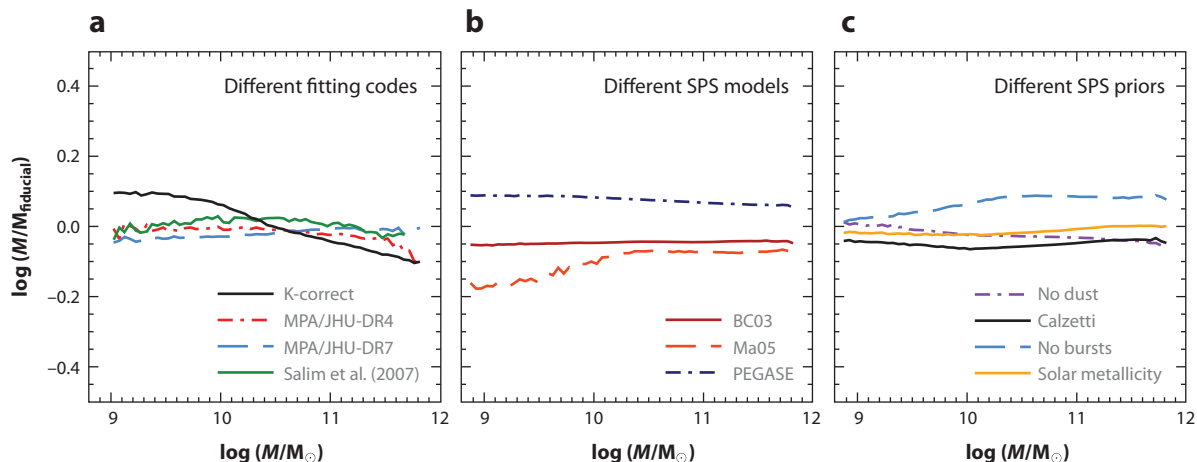 a
b
c
Different fitting codes
Different SPS models
Different SPS priors
log (M/M_fiducial)
0.4
0.2
0.0
−0.2
−0.4
K-correct
MPA/JHU-DR4
MPA/JHU-DR7
Salim et al. (2007)
BC03
Ma05
PEGASE
No dust
Calzetti
No bursts
Solar metallicity
9
10
11
12
9
10
11
12
9
10
11
12
log (M/M☉)
log (M/M☉)
log (M/M☉)